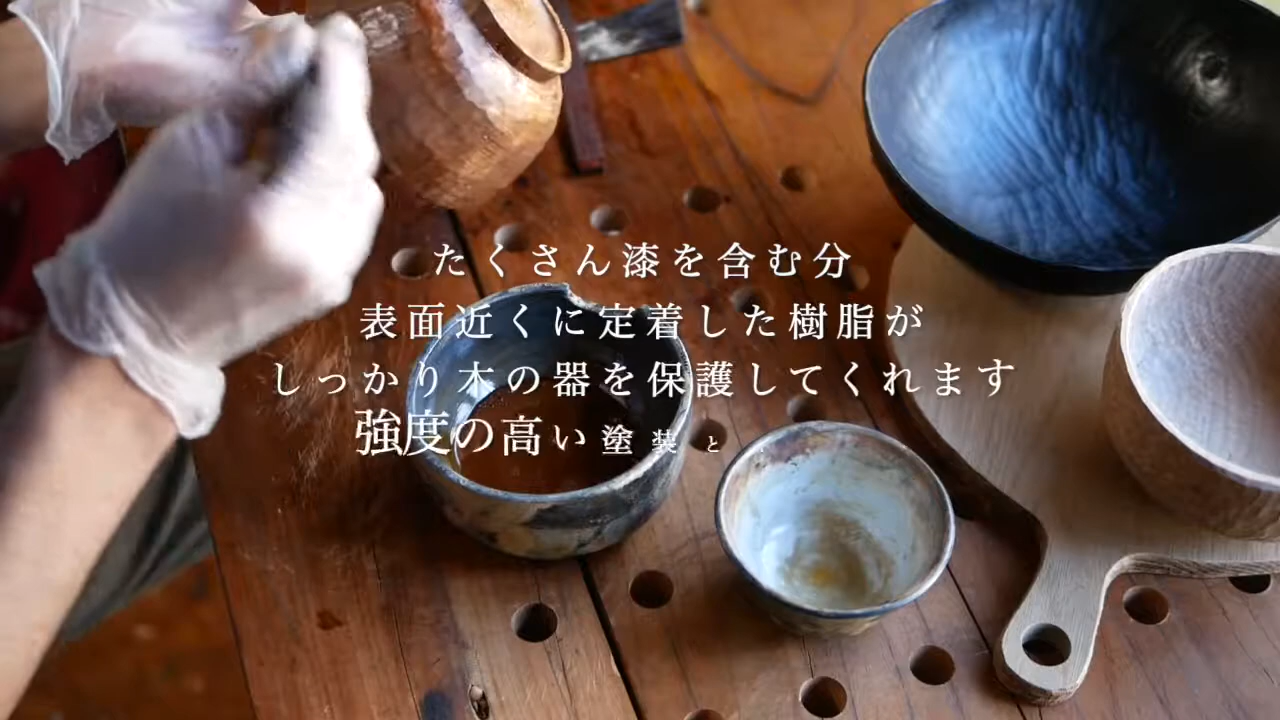 たくさん漆を含む分
表面近くに定着した樹脂が
しっかり木の器を保護してくれます
強度の高い塗装と